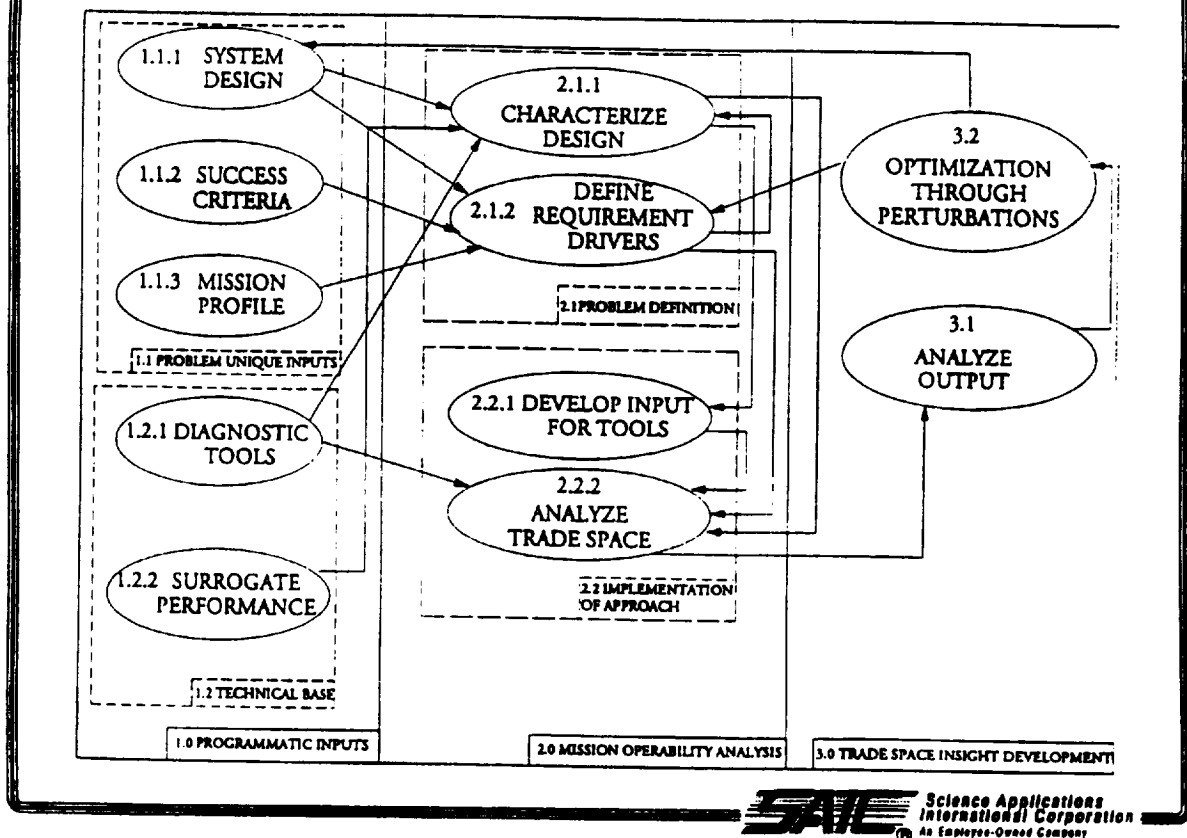 1.1.1 SYSTEM
DESIGN
1.1.2 SUCCESS
CRITERIA
1.1.3 MISSION
PROFILE
1.1 PROBLEM UNIQUE INPUTS
1.2.1 DIAGNOSTIC
TOOLS
1.2.2 SURROGATE
PERFORMANCE
1.2 TECHNICAL BASE
1.0 PROGRAMMATIC INPUTS
2.1.1
CHARACTERIZE
DESIGN
2.1.2 DEFINE
REQUIREMENT
DRIVERS
2.1PROBLEM DEFINITION
2.2.1 DEVELOP INPUT
FOR TOOLS
2.2.2
ANALYZE
TRADE SPACE
2.2 IMPLEMENTATION
OF APPROACH
2.0 MISSION OPERABILITY ANALYSIS
3.2
OPTIMIZATION
THROUGH
PERTURBATIONS
3.1
ANALYZE
OUTPUT
3.0 TRADE SPACE INSIGHT DEVELOPMENT
SAIC
Science Applications
International Corporation
An Employee-Owned Company